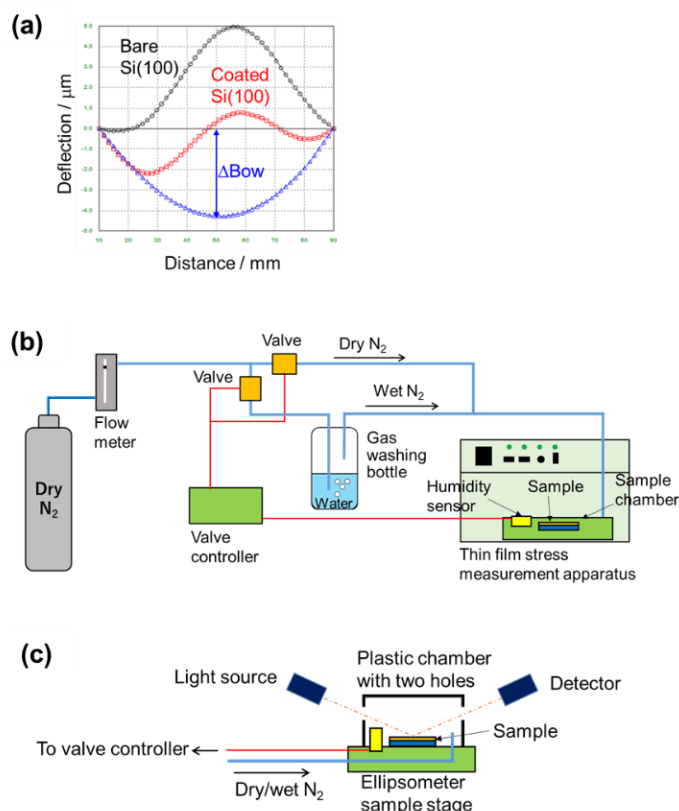 (a)
Bare
Si(100)
Coated
Si(100)
ΔBow
Deflection / μm
5.0
4.0
3.0
2.0
1.0
0.0
-1.0
-2.0
-3.0
-4.0
-5.0
10
20
30
40
50
60
70
80
90
Distance / mm
(b)
Valve
Dry N₂
Valve
Wet N₂
Flow
meter
Gas
washing
bottle
Dry
N₂
Water
Humidity
sensor
Sample
Sample
chamber
Valve
controller
Thin film stress
measurement apparatus
(c)
Plastic chamber
with two holes
Light source
Detector
Sample
To valve controller
Dry/wet N₂
Ellipsometer
sample stage